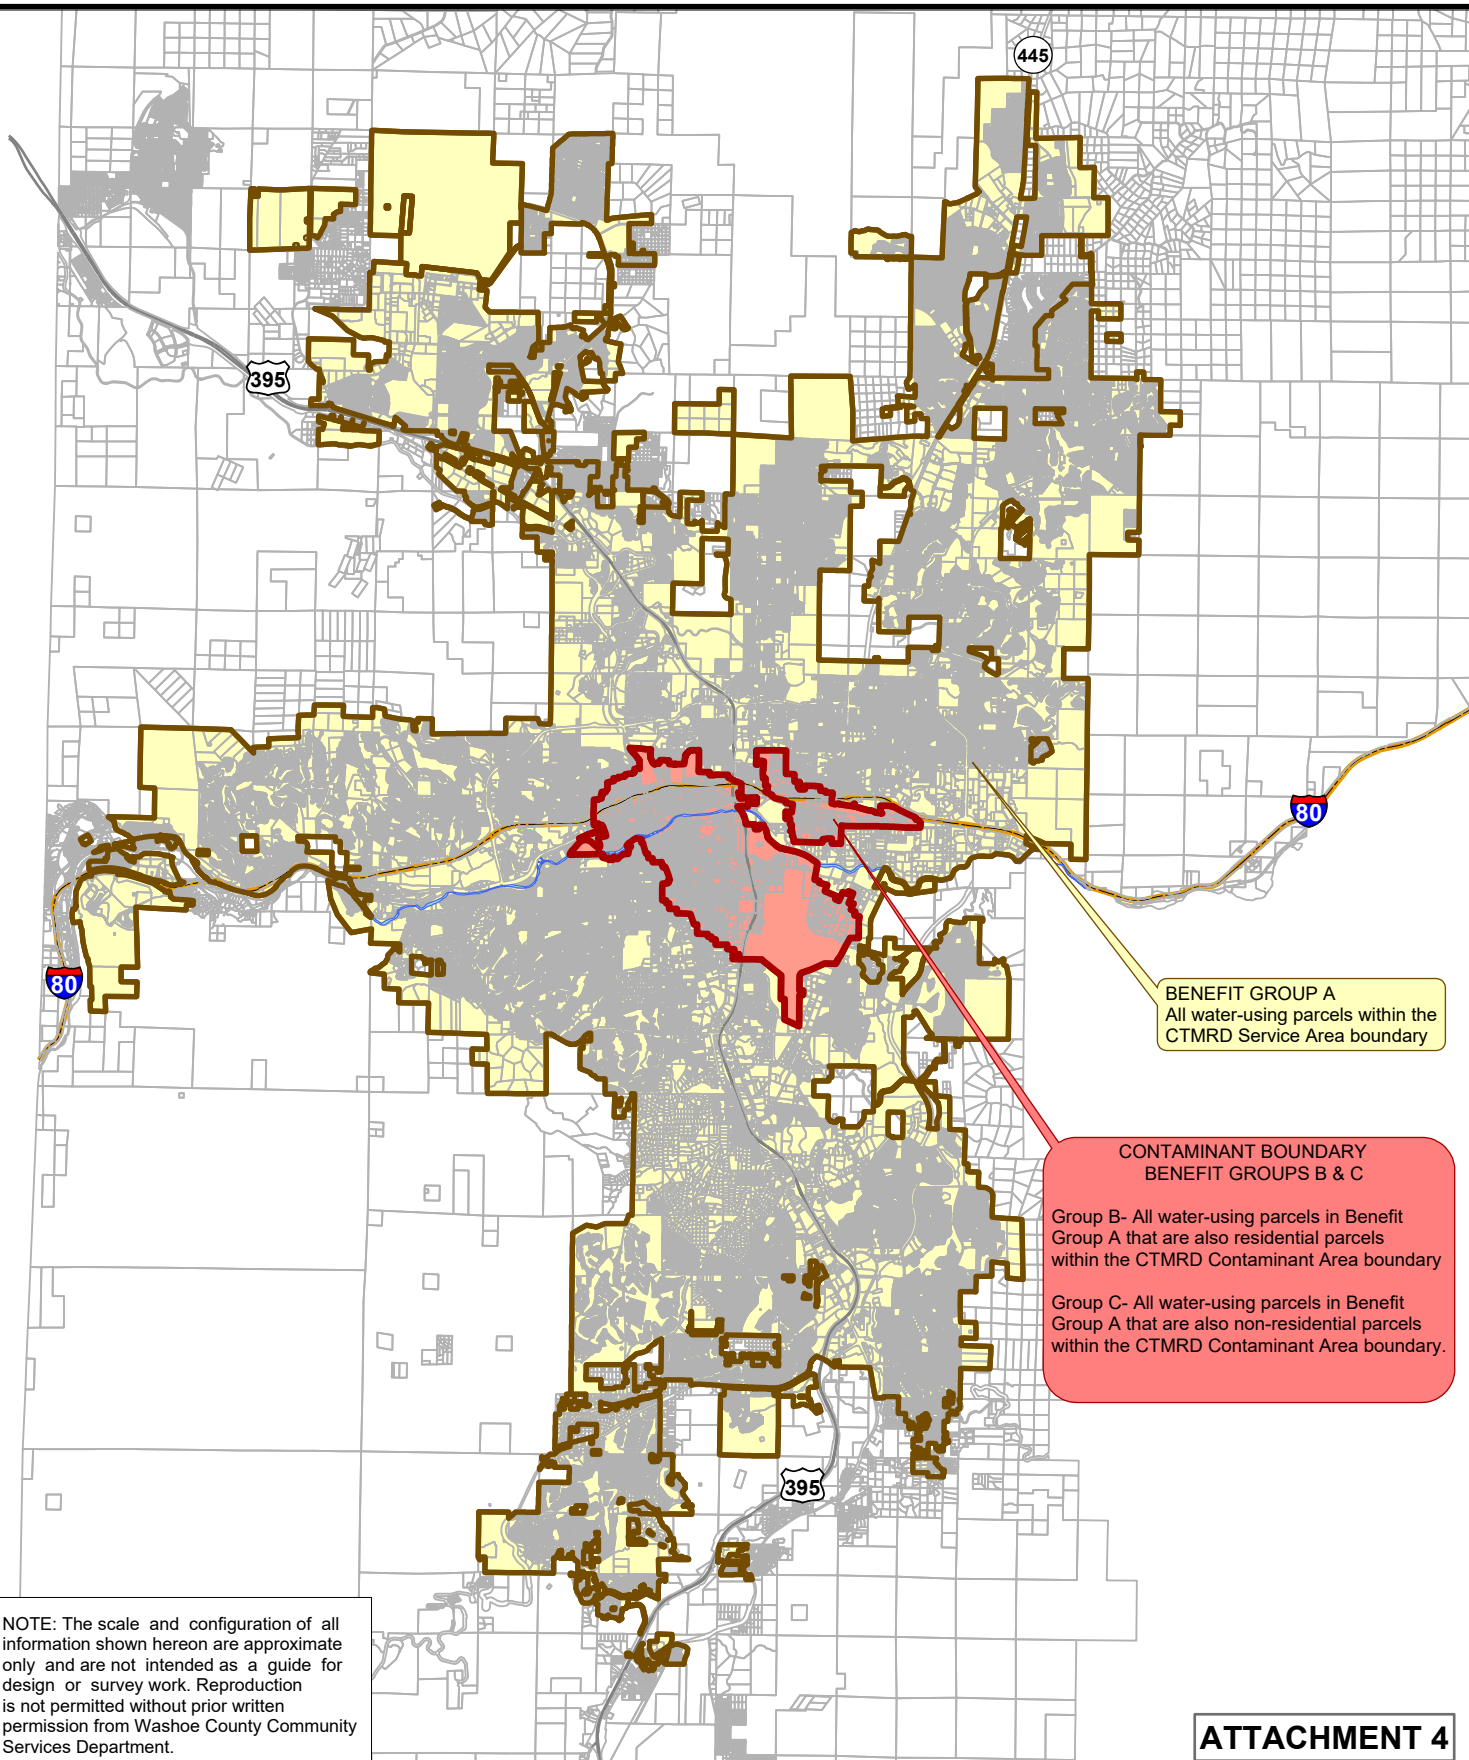 445
395
80
80
BENEFIT GROUP A
All water-using parcels within the
CTMRD Service Area boundary
CONTAMINANT BOUNDARY
BENEFIT GROUPS B & C
Group B- All water-using parcels in Benefit
Group A that are also residential parcels
within the CTMRD Contaminant Area boundary
Group C- All water-using parcels in Benefit
Group A that are also non-residential parcels
within the CTMRD Contaminant Area boundary.
395
NOTE: The scale and configuration of all
information shown hereon are approximate
only and are not intended as a guide for
design or survey work. Reproduction
is not permitted without prior written
permission from Washoe County Community
Services Department.
ATTACHMENT 4